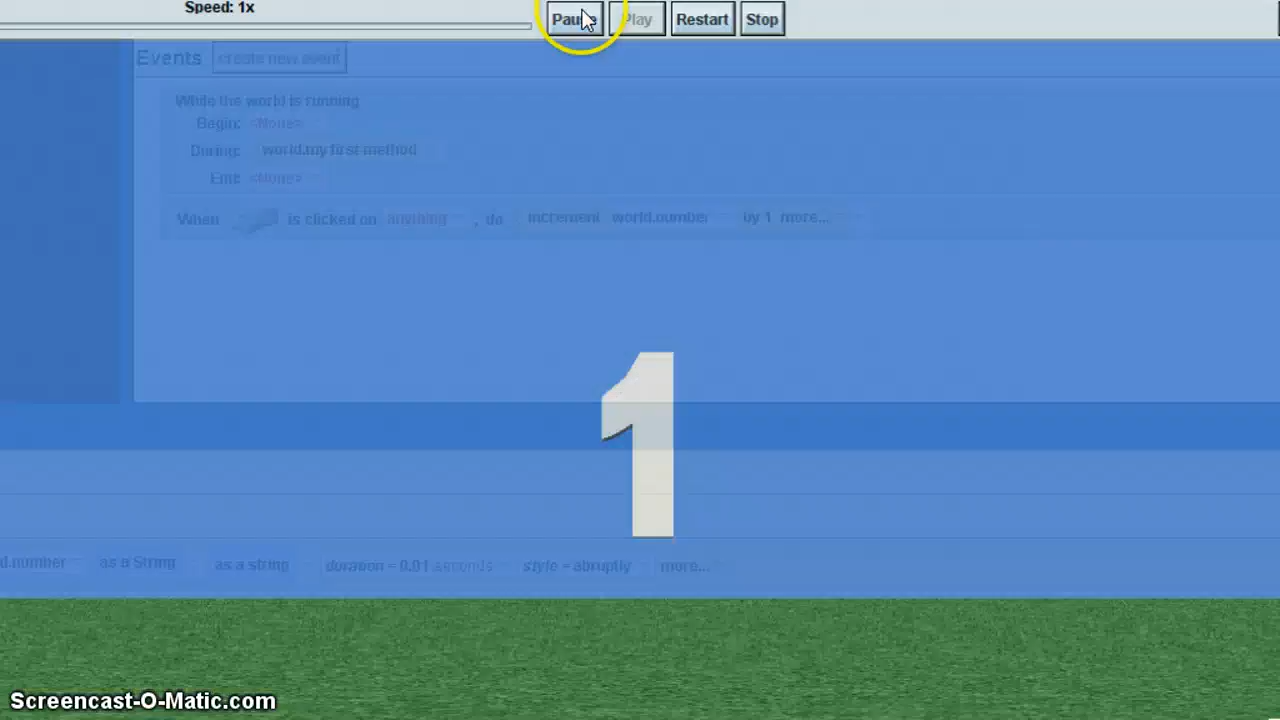 Speed: 1x
Pause Play Restart Stop
Events create new event
While the world is running
Begin: <None>
During: world.my first method
End: <None>
When is clicked on anything , do increment world.number by 1 more...
1
d.number as a String as a string duration = 0.01 seconds style = abruptly more...
Screencast-O-Matic.com